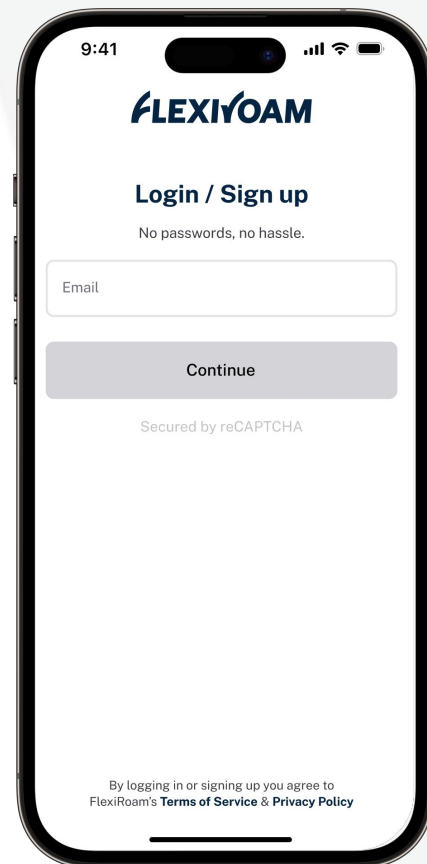 9:41
FLEXIROAM
Login / Sign up
No passwords, no hassle.
Email
Continue
Secured by reCAPTCHA
By logging in or signing up you agree to
FlexiRoam's Terms of Service & Privacy Policy